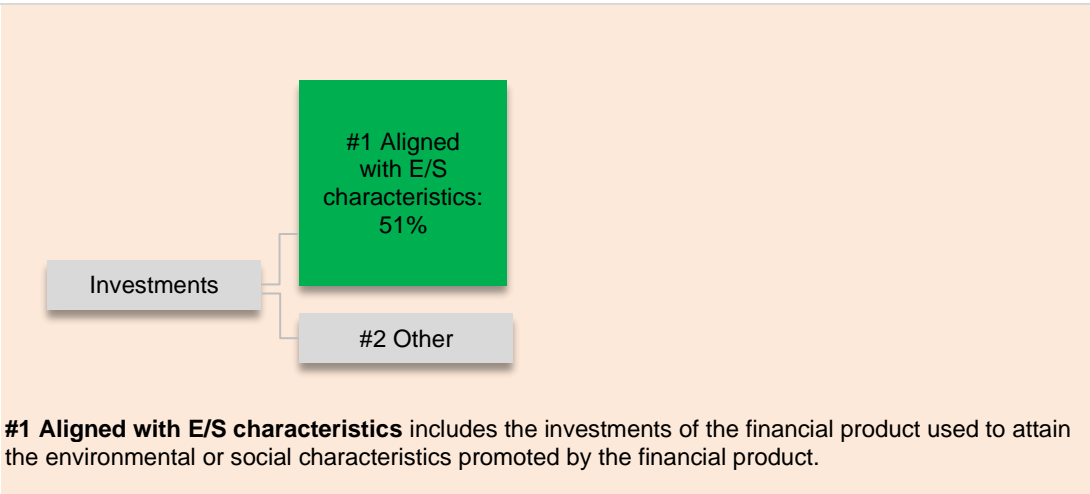 #1 Aligned
with E/S
characteristics:
51%
Investments
#2 Other
#1 Aligned with E/S characteristics includes the investments of the financial product used to attain
the environmental or social characteristics promoted by the financial product.